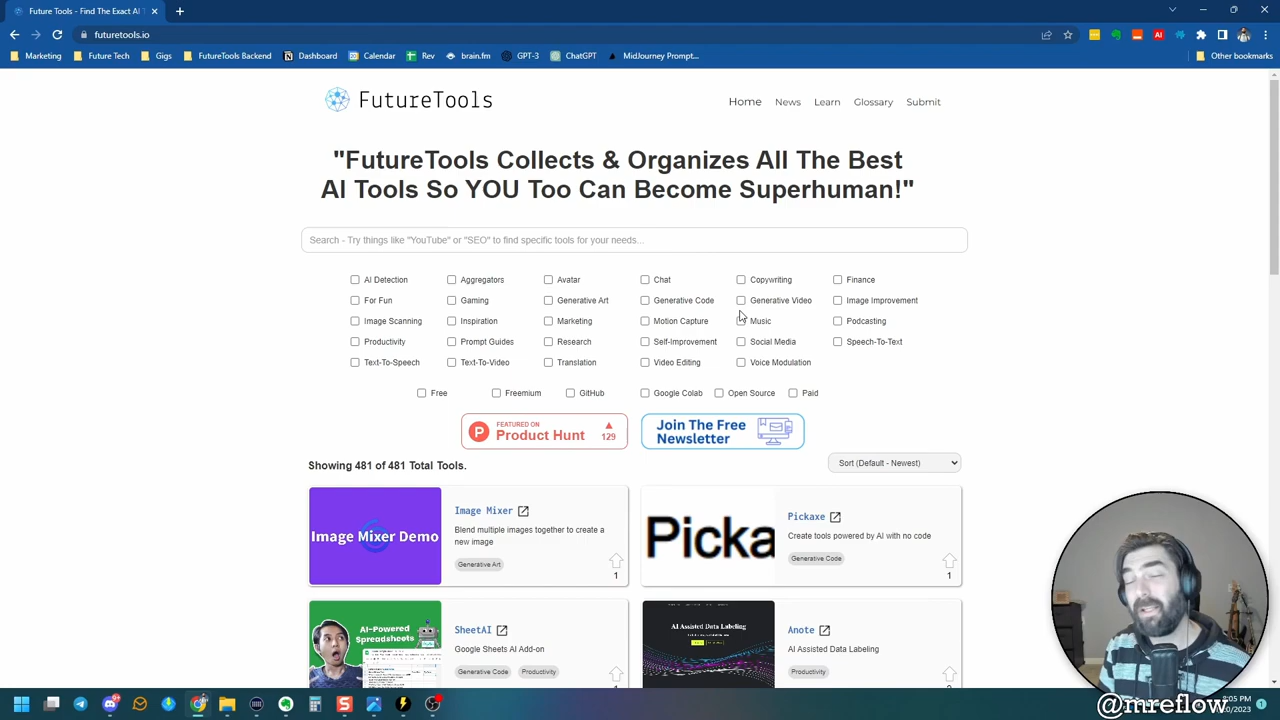 FutureTools - Find The Exact AI T
futuretools.io
Marketing
Future Tech
Gigs
FutureTools Backend
Dashboard
Calendar
Rev
brain.fm
GPT-3
ChatGPT
MidJourney Prompt...
Other bookmarks
FutureTools
Home
News
Learn
Glossary
Submit
"FutureTools Collects & Organizes All The Best
AI Tools So YOU Too Can Become Superhuman!"
Search - Try things like "YouTube" or "SEO" to find specific tools for your needs...
AI Detection
Aggregators
Avatar
Chat
Copywriting
Finance
For Fun
Gaming
Generative Art
Generative Code
Generative Video
Image Improvement
Image Scanning
Inspiration
Marketing
Motion Capture
Music
Podcasting
Productivity
Prompt Guides
Research
Self-Improvement
Social Media
Speech-To-Text
Text-To-Speech
Text-To-Video
Translation
Video Editing
Voice Modulation
Free
Freemium
GitHub
Google Colab
Open Source
Paid
P
FEATURED ON
Product Hunt
129
Join The Free
Newsletter
Showing 481 of 481 Total Tools.
Sort (Default - Newest)
Image Mixer Demo
Image Mixer
Blend multiple images together to create a
new image
Generative Art
1
Picka
Pickaxe
Create tools powered by AI with no code
Generative Code
1
AI-Powered
Spreadsheets
SheetAI
Google Sheets AI Add-on
Generative Code
Productivity
AI Assisted Data Labeling
Anote
AI Assisted Data Labeling
Productivity
:05 PM
@mreflow